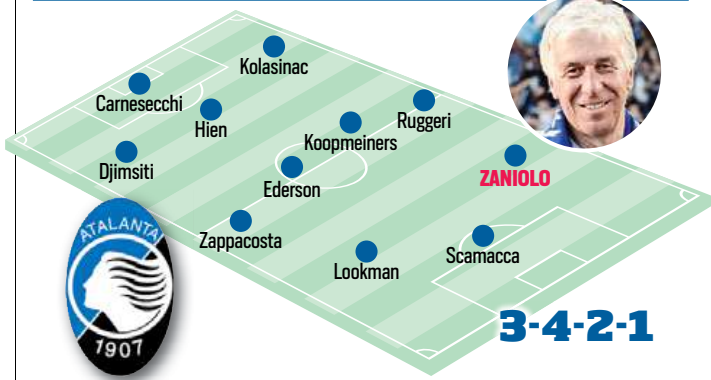 Kolasinac
Carnesecchi
Hien
Ruggeri
Koopmeiners
Djimsiti
ZANIOLO
Ederson
Zappacosta
Scamacca
Lookman
3-4-2-1
ATALANTA
1907